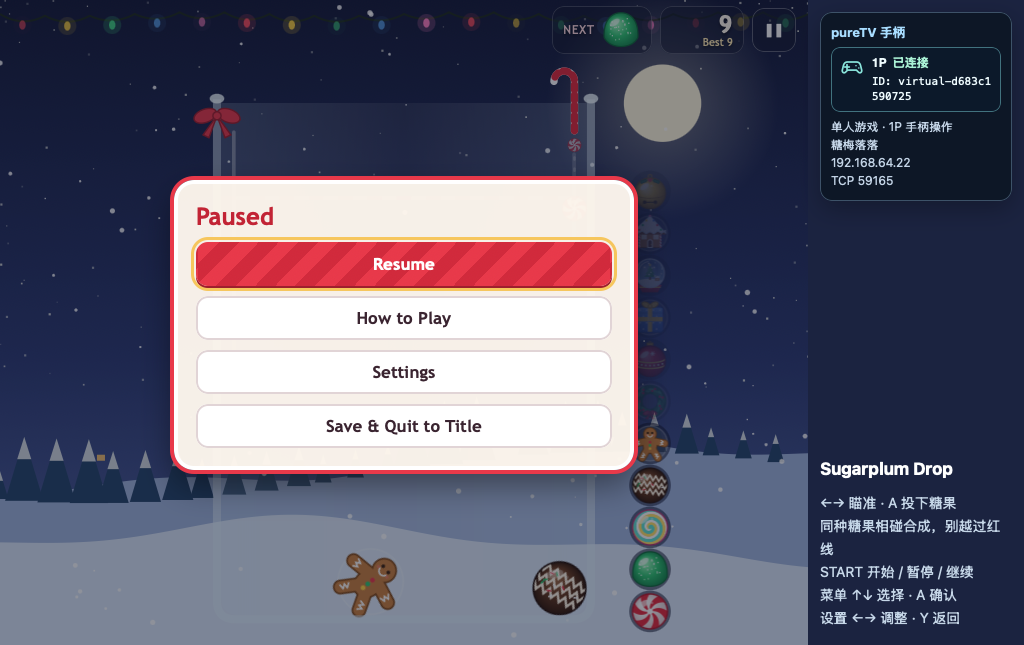 NEXT
9
Best 9
Paused
Resume
How to Play
Settings
Save & Quit to Title
pureTV 手柄
1P 已连接
ID: virtual-d683c1
590725
单人游戏 · 1P 手柄操作
糖梅落落
192.168.64.22
TCP 59165
Sugarplum Drop
←→ 瞄准 · A 投下糖果
同种糖果相碰合成，别越过红
线
START 开始 / 暂停 / 继续
菜单 ↑↓ 选择 · A 确认
设置 ←→ 调整 · Y 返回